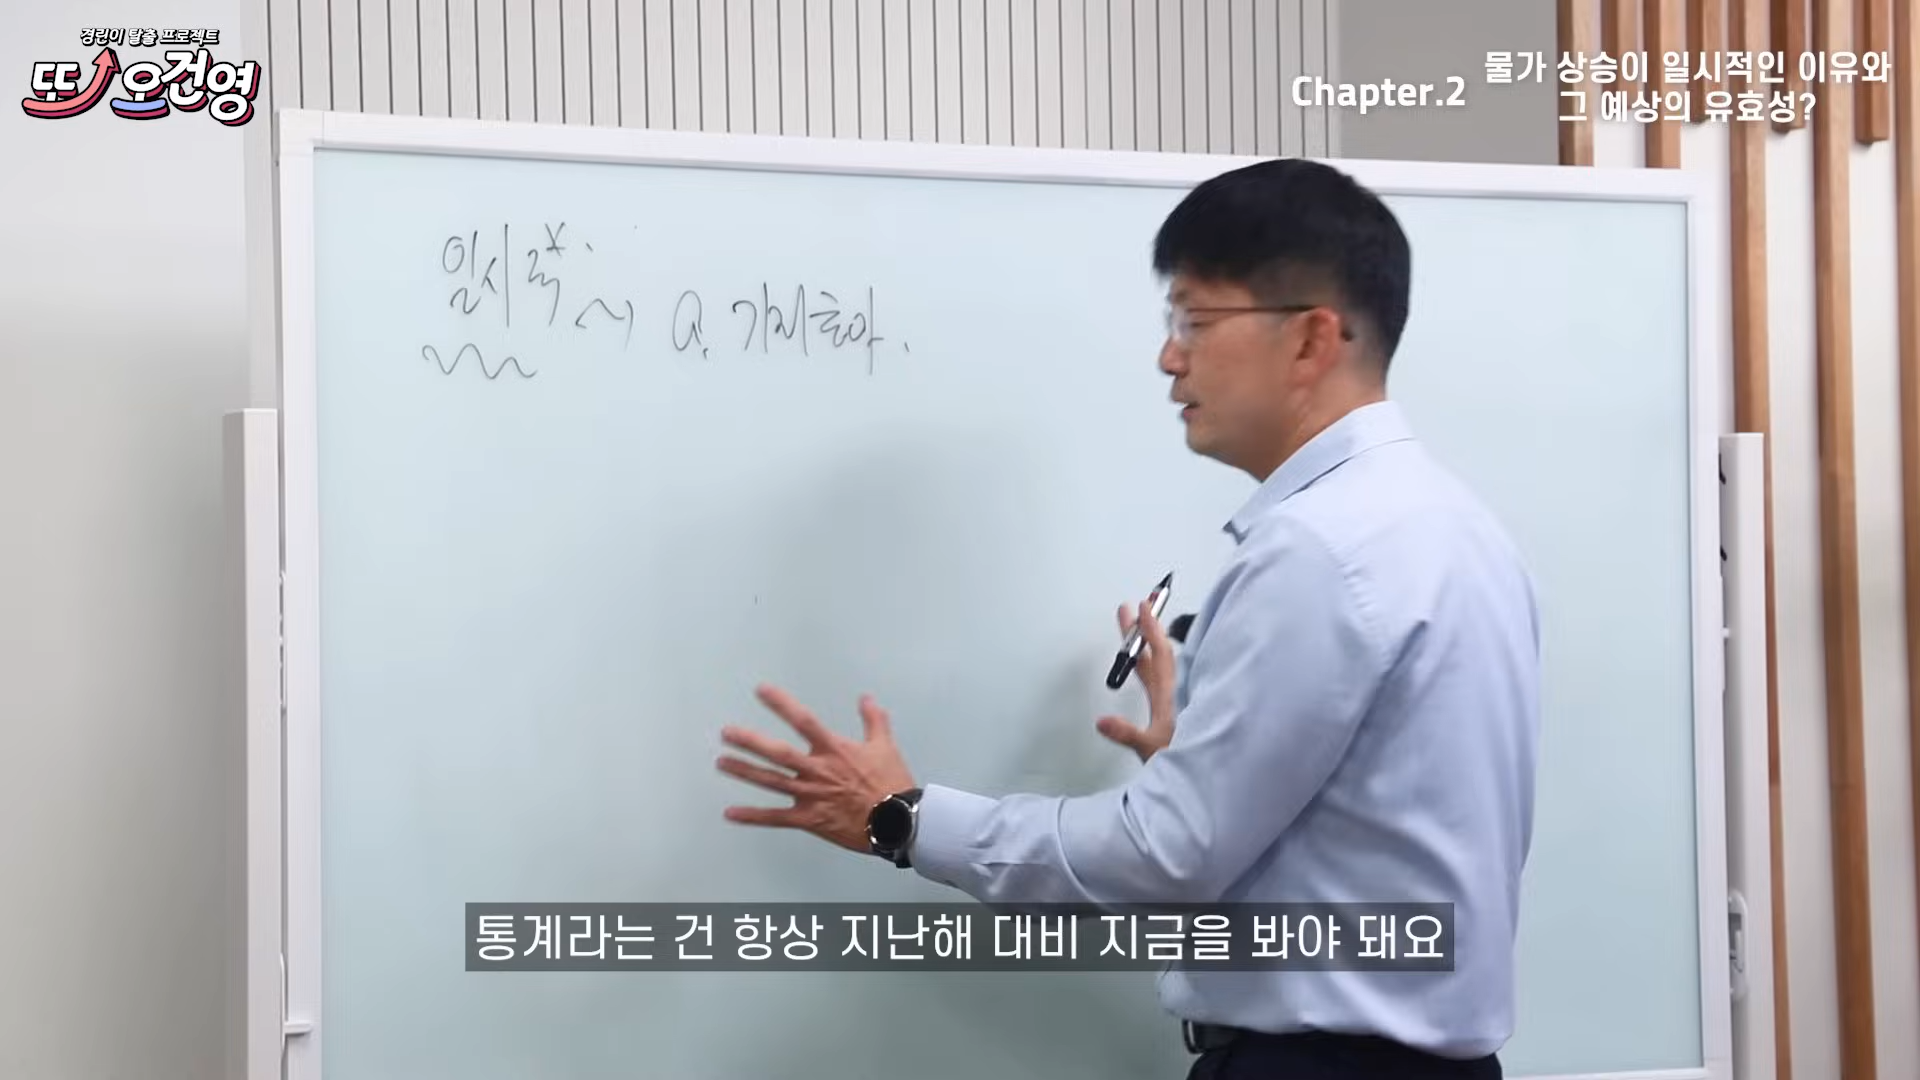 경린이 탈출 프로젝트
또 오건영
Chapter.2
물가 상승이 일시적인 이유와
그 예상의 유효성?
일시적
a. 기저효과.
통계라는 건 항상 지난해 대비 지금을 봐야 돼요